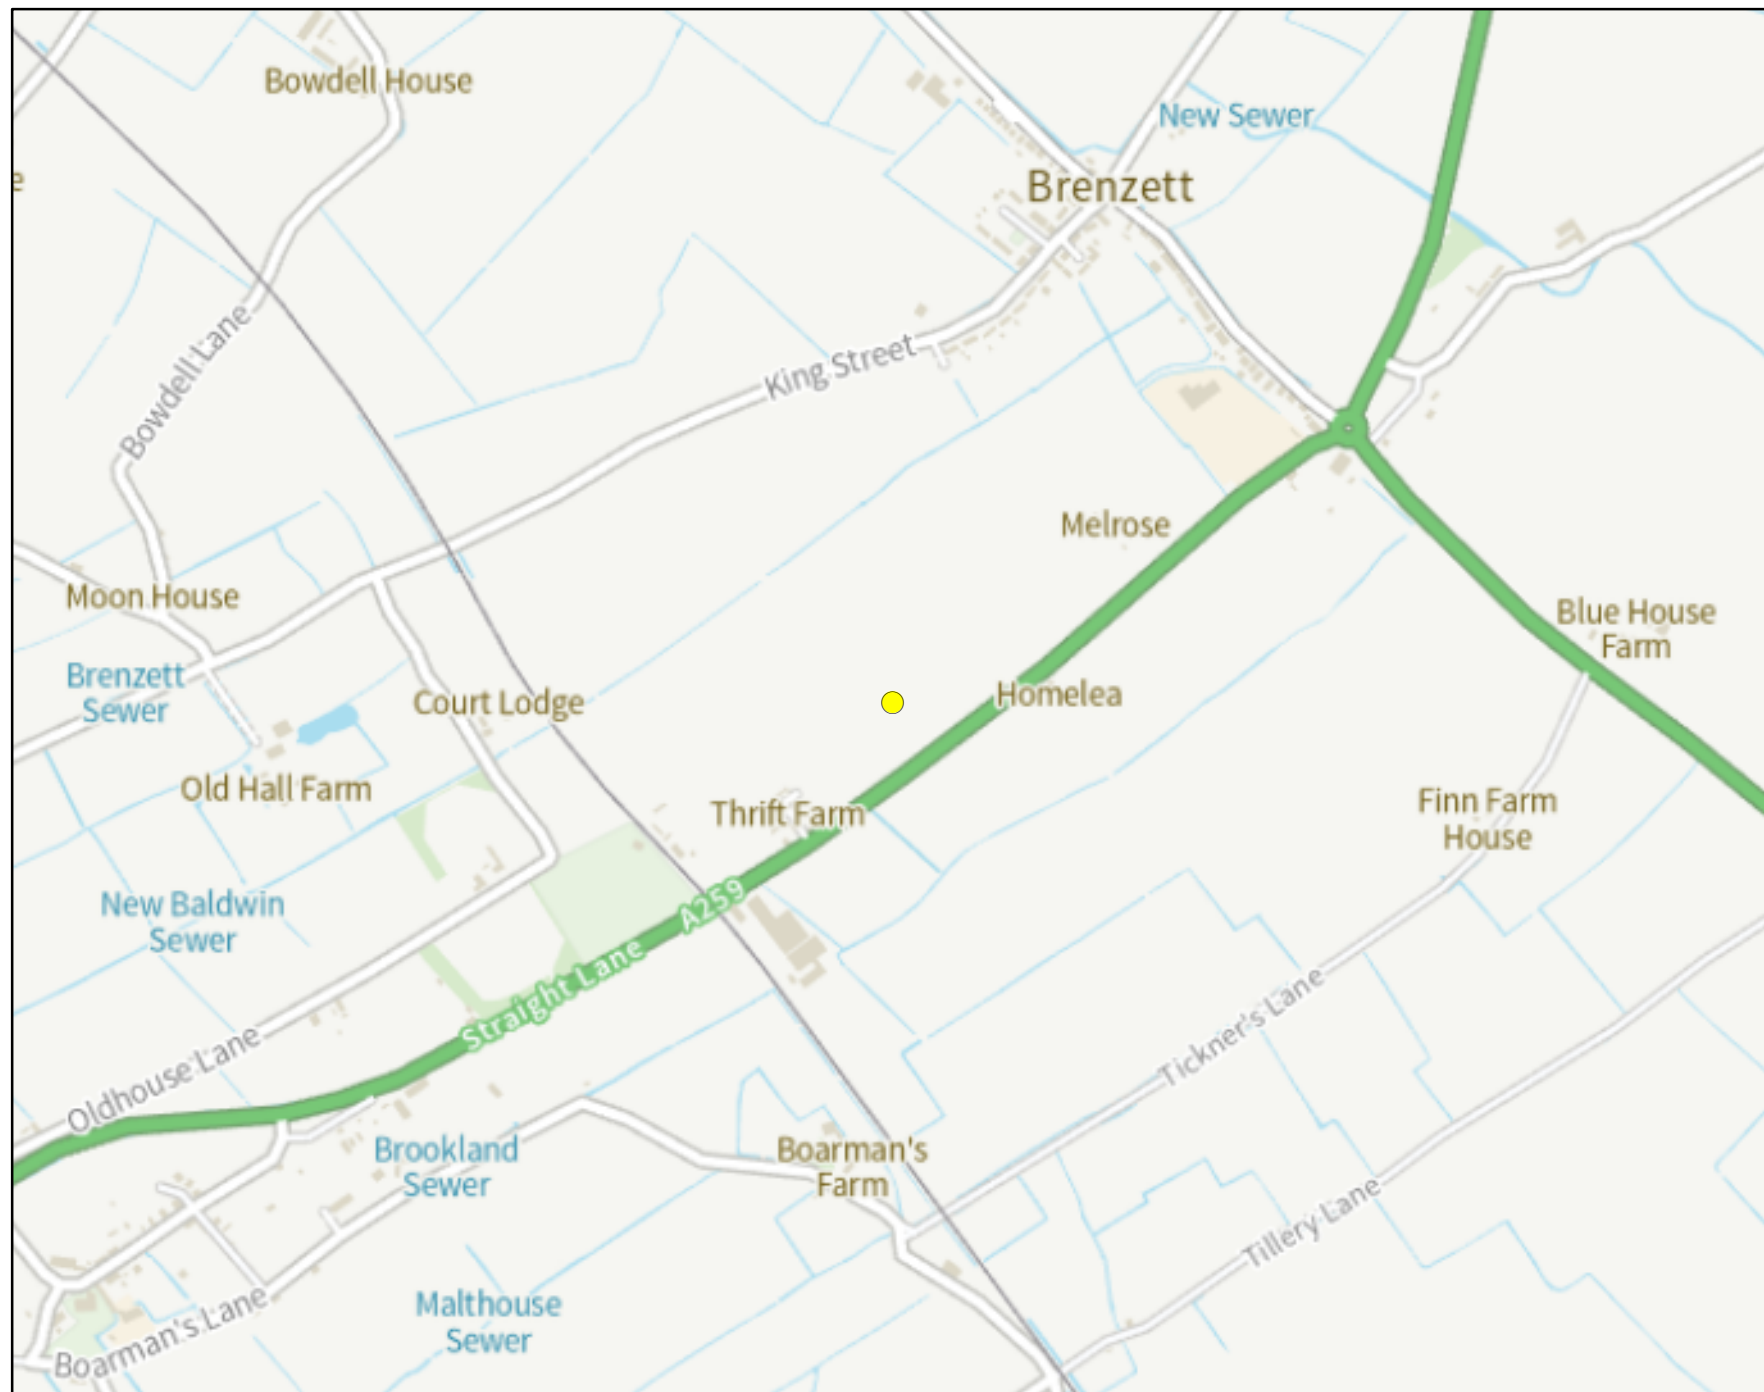 Bowdell House
New Sewer
e
Brenzett
Bowdell Lane
King Street
Melrose
Moon House
Blue House
Farm
Brenzett
Sewer
Court Lodge
Homelea
Old Hall Farm
Thrift Farm
Finn Farm
House
A259
New Baldwin
Sewer
Straight Lane
Tickner's Lane
Oldhouse Lane
Brookland
Sewer
Boarman's
Farm
Tillery Lane
Malthouse
Sewer
Boarman's Lane